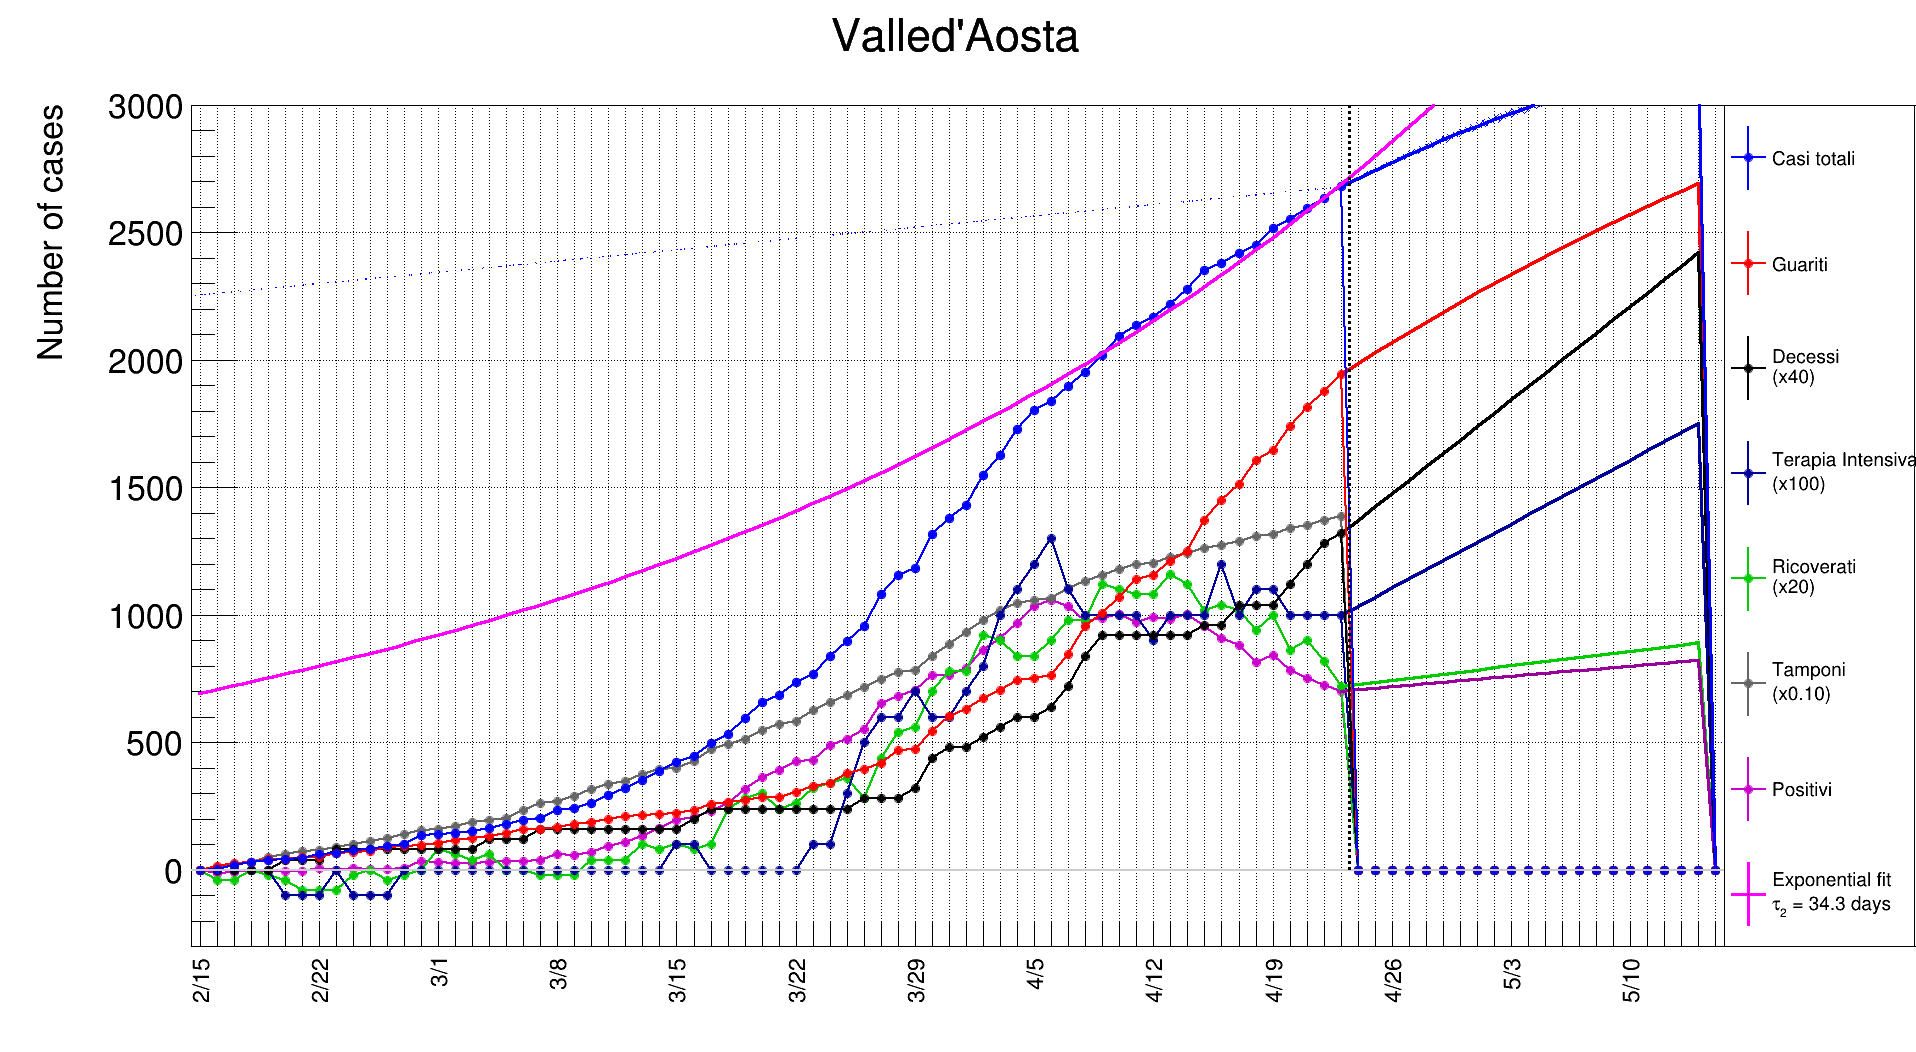 Valled'Aosta
Number of cases
3000
2500
2000
1500
1000
500
0
2/15
2/22
3/1
3/8
3/15
3/22
3/29
4/5
4/12
4/19
4/26
5/3
5/10
Casi totali
Guariti
Decessi
(x40)
Terapia Intensiva
(x100)
Ricoverati
(x20)
Tamponi
(x0.10)
Positivi
Exponential fit
τ2 = 34.3 days